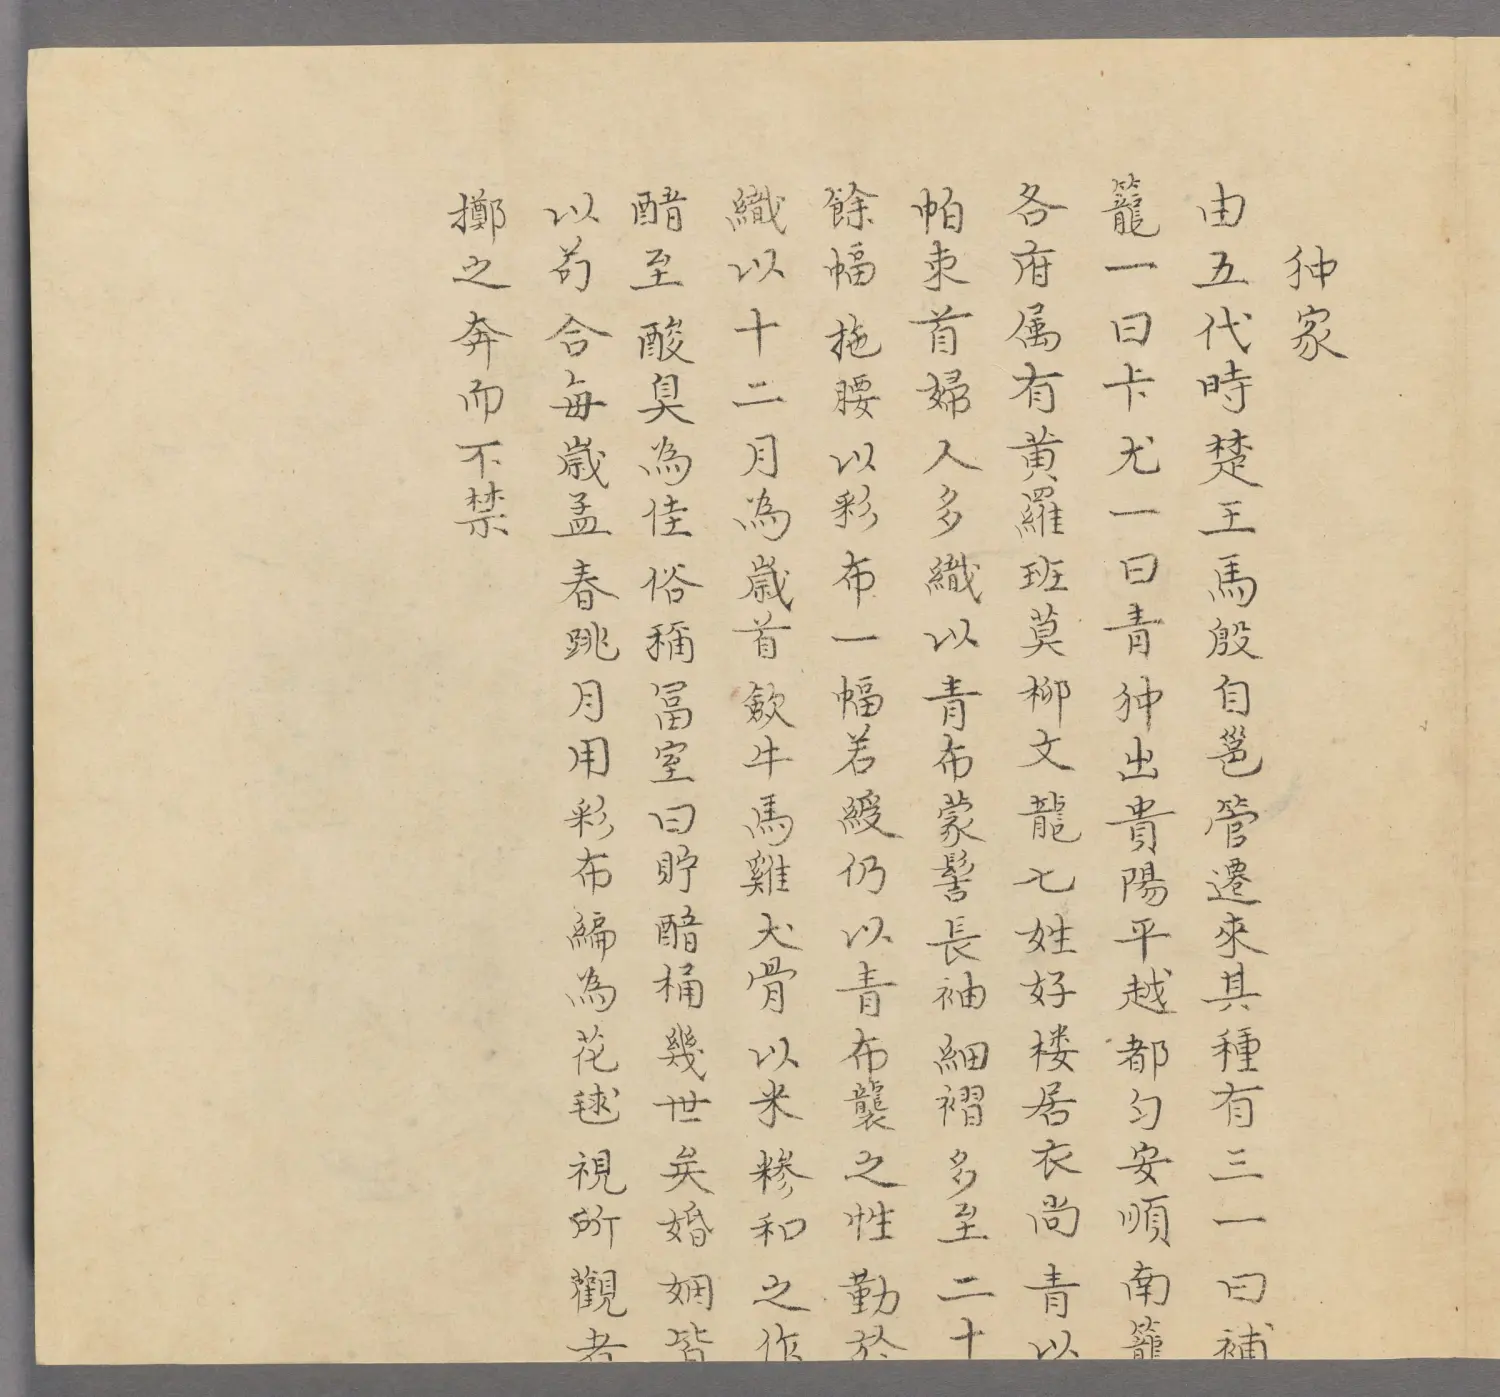 狆家
由五代時楚王馬殷自邕管遷來其種有三一曰補
籠一曰卡尤一曰青狆出貴陽平越都勻安順南籠
各府属有黄羅班莫柳文龍七姓好楼居衣尚青以
帕束首婦人多織以青布蒙髻長袖細褶多至二十
餘幅拖腰以彩布一幅若綬仍以青布襲之性勤於
織以十二月為歳首歛牛馬雞犬骨以米糝和之作
醋至酸臭為佳俗稱冨室曰貯醋桶幾世矣婚姻皆
以苟合每歳孟春跳月用彩布編為花毬視所觀者
擲之奔而不禁